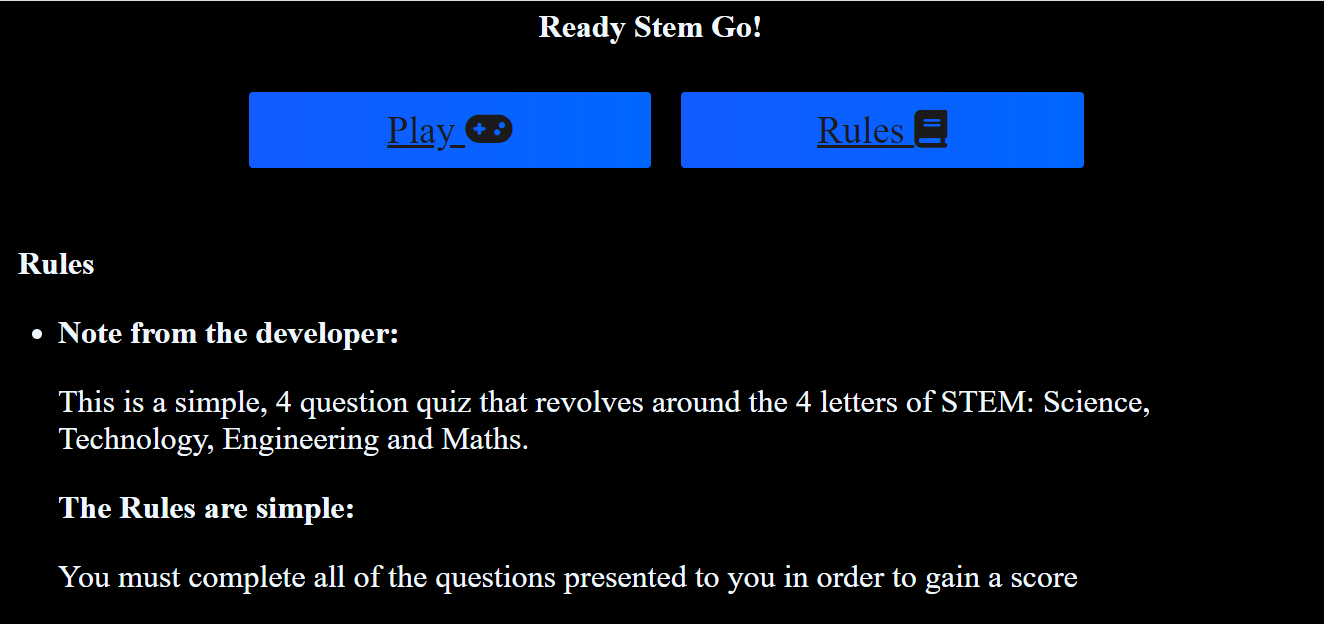 Ready Stem Go!
Play
Rules
Rules
Note from the developer:
This is a simple, 4 question quiz that revolves around the 4 letters of STEM: Science,
Technology, Engineering and Maths.
The Rules are simple:
You must complete all of the questions presented to you in order to gain a score